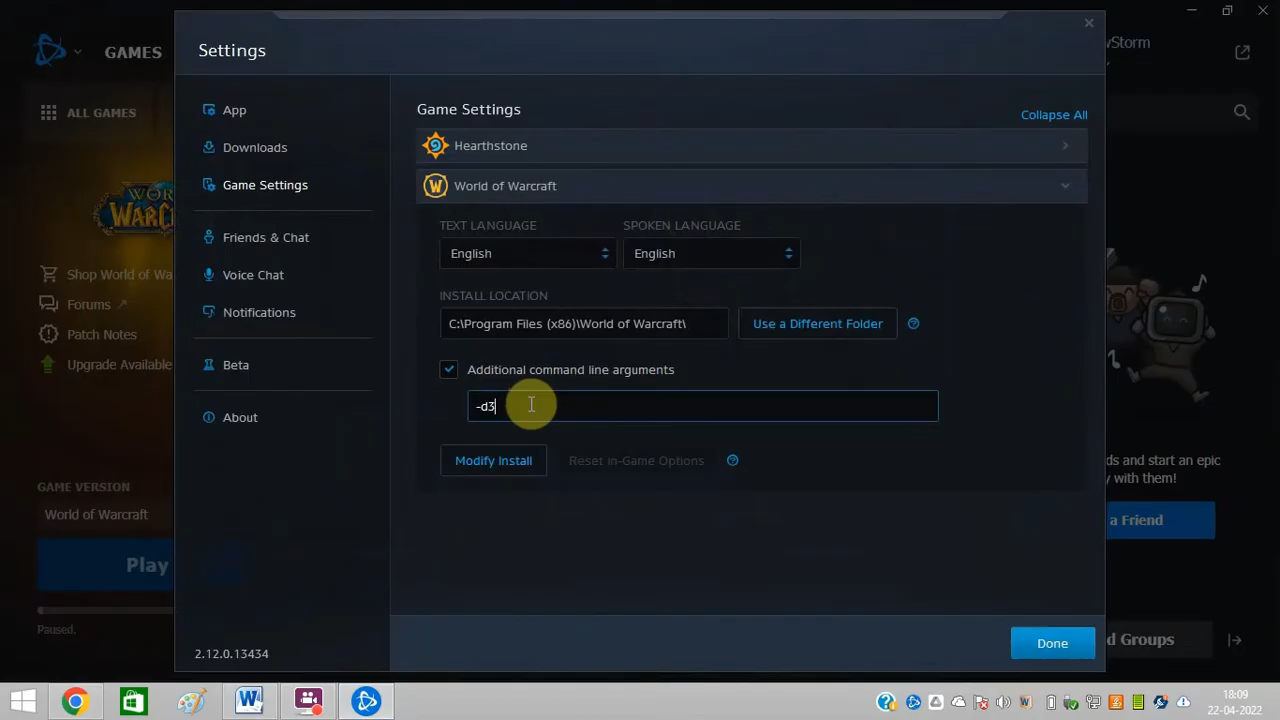 Settings
GAMES
ALL GAMES
WOR
WARC
Shop World of Wa
Forums
Patch Notes
Upgrade Available
GAME VERSION
World of Warcraft
Play
Paused.
App
Downloads
Game Settings
Friends & Chat
Voice Chat
Notifications
Beta
About
2.12.0.13434
Game Settings
Collapse All
Hearthstone
World of Warcraft
TEXT LANGUAGE SPOKEN LANGUAGE
English English
INSTALL LOCATION
C:\Program Files (x86)\World of Warcraft\ Use a Different Folder
Additional command line arguments
-d3
Modify Install Reset in-Game Options
Done
wStorm
ds and start an epic
y with them!
a Friend
d Groups
18:09
22-04-2022